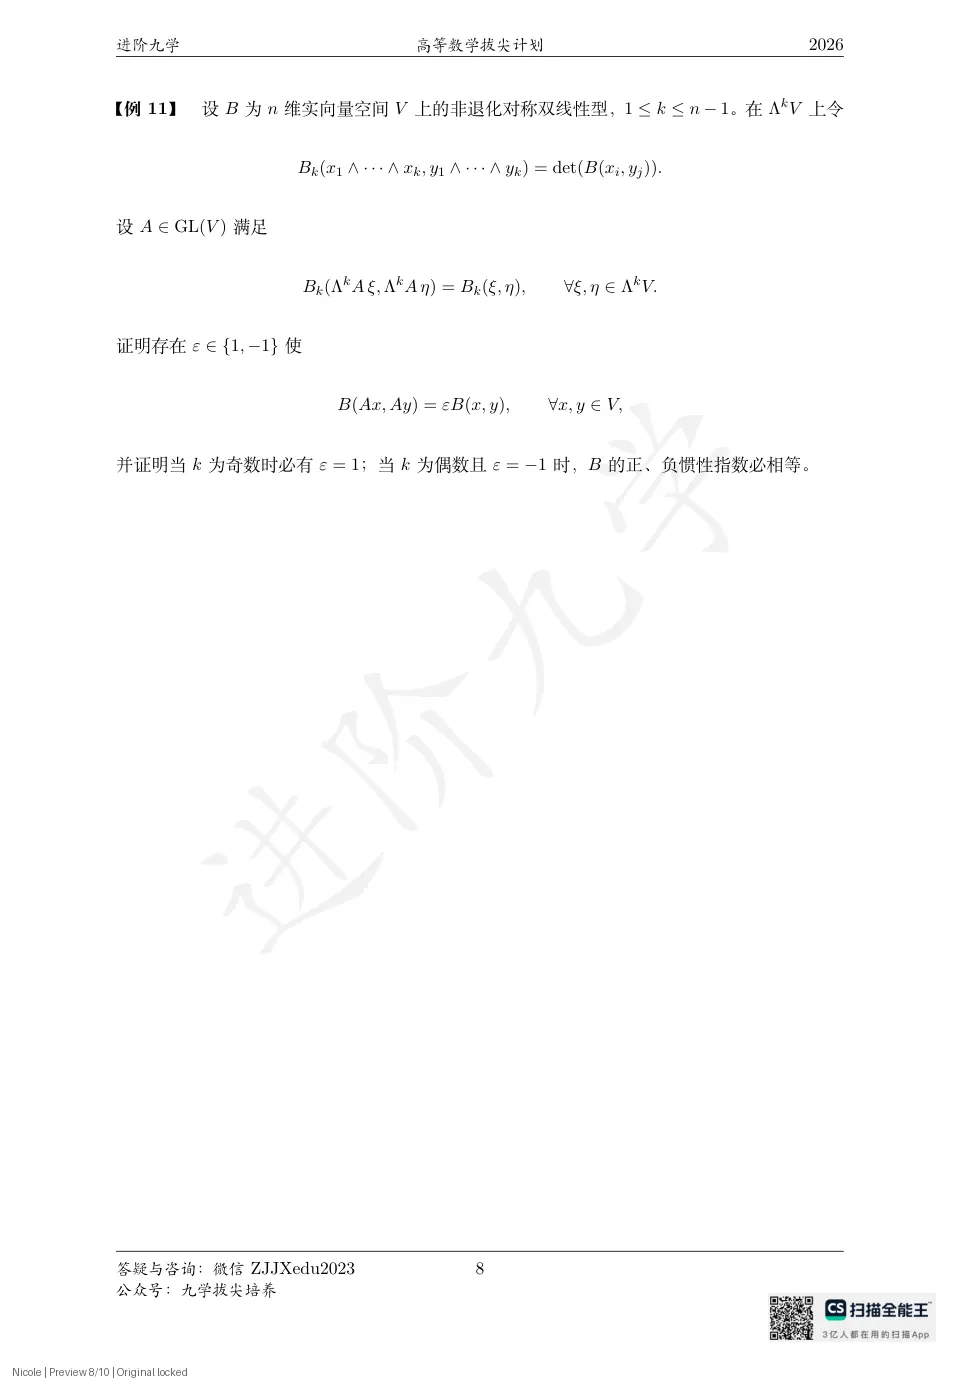 进阶九学 高等数学拔尖计划 2026
【例 11】 设 B 为 n 维实向量空间 V 上的非退化对称双线性型，1 ≤ k ≤ n − 1。在 Λ^k V 上令
B_k(x_1 ∧ ⋯ ∧ x_k, y_1 ∧ ⋯ ∧ y_k) = det(B(x_i, y_j)).
设 A ∈ GL(V) 满足
B_k(Λ^k A ξ, Λ^k A η) = B_k(ξ, η), ∀ξ, η ∈ Λ^k V.
证明存在 ε ∈ {1, −1} 使
B(Ax, Ay) = εB(x, y), ∀x, y ∈ V,
并证明当 k 为奇数时必有 ε = 1；当 k 为偶数且 ε = −1 时，B 的正、负惯性指数必相等。
进阶九学
答疑与咨询：微信 ZJJXedu2023 8
公众号：九学拔尖培养
CS 扫描全能王™
3亿人都在用的扫描App
Nicole | Preview 8/10 | Original locked